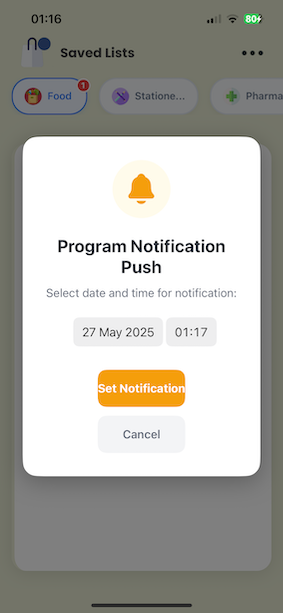 01:16
80
Saved Lists
Food
1
Statione...
Pharma
Program Notification
Push
Select date and time for notification:
27 May 2025
01:17
Set Notification
Cancel